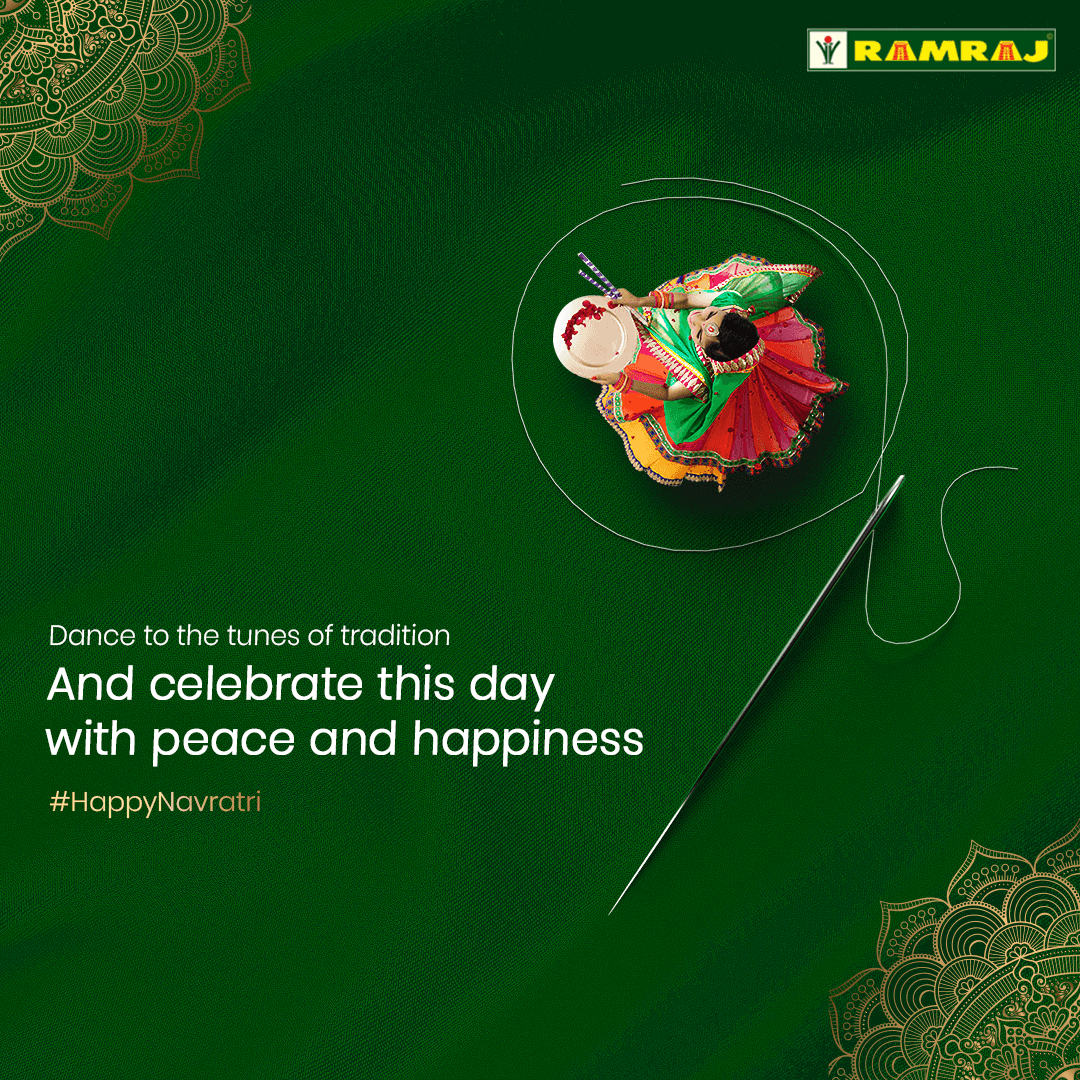 RAMRAJ
Dance to the tunes of tradition
And celebrate this day
with peace and happiness
#HappyNavratri